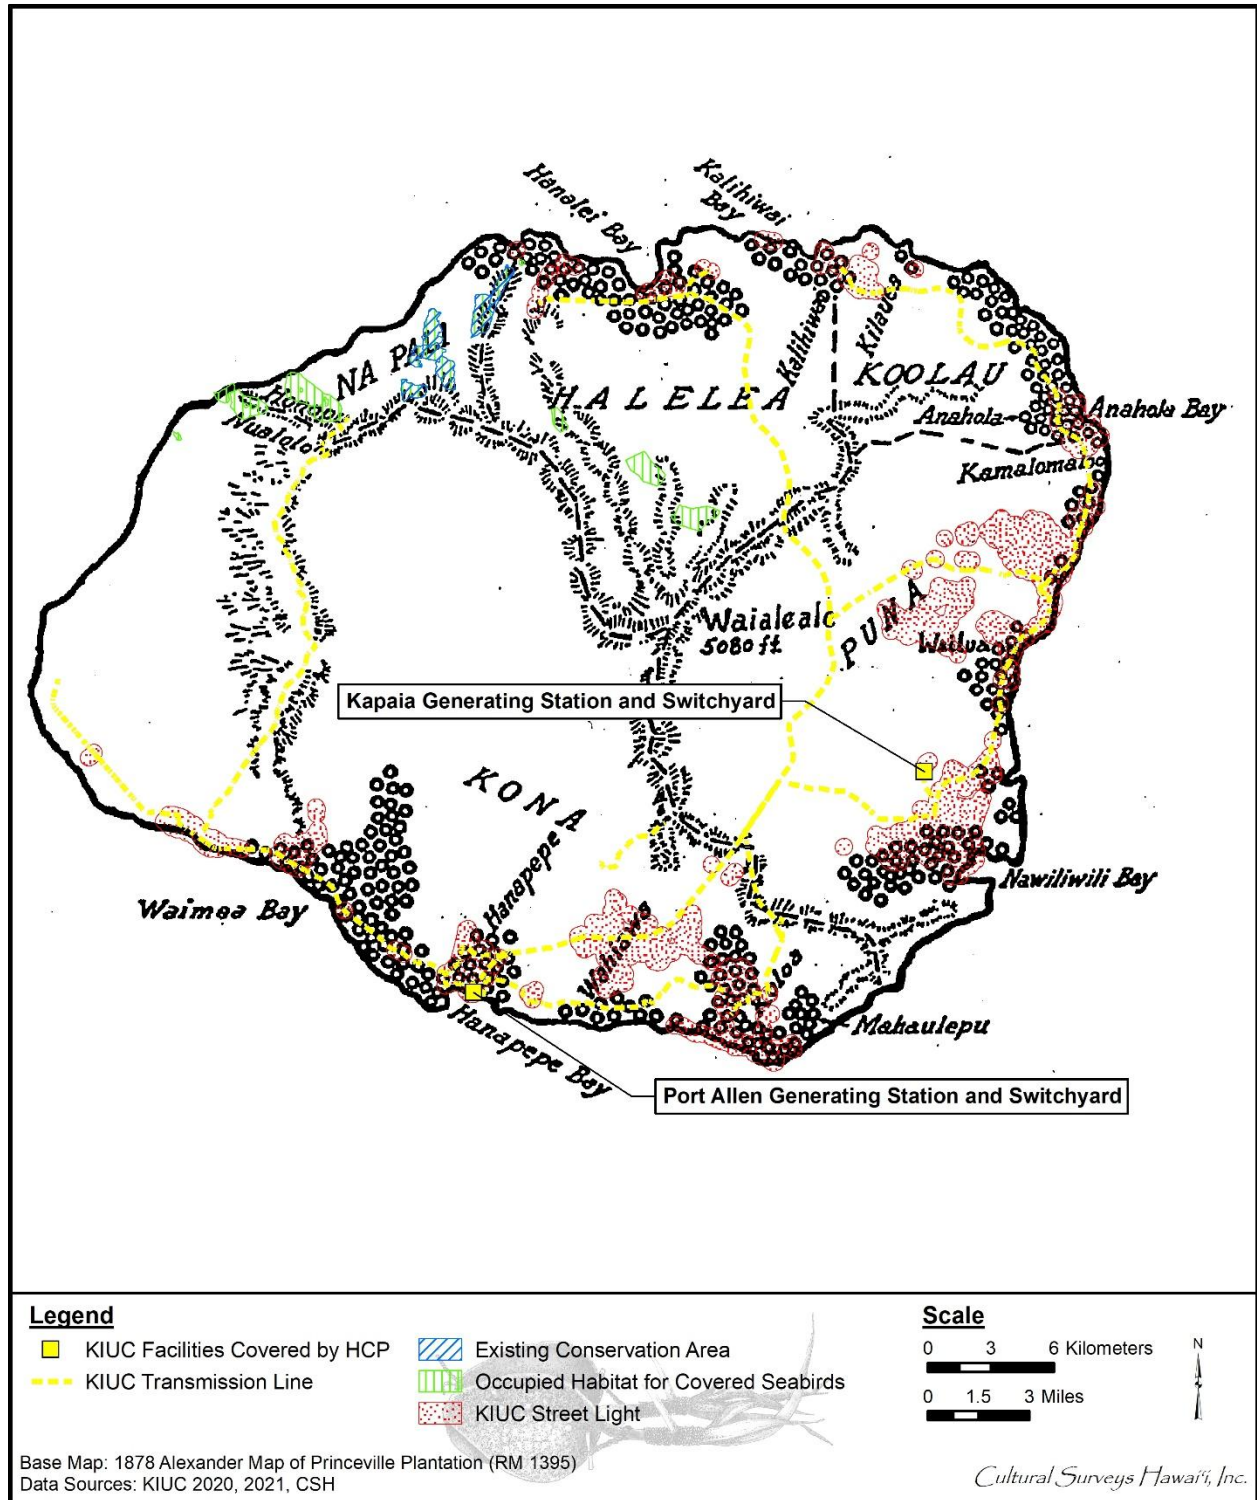 Hanalei Bay
Kalihiwai
Bay
NA PALI
HALELEA
Kalihiwai
Kilauea
KOOLAU
Anahola
Anahola Bay
Nualolo
PUNA
Wailua
Kapaia Generating Station and Switchyard
KONA
Hanapepe
Wahiawa
Waimea Bay
Nawiliwili Bay
Mahaulepu
Hanapepe Bay
Port Allen Generating Station and Switchyard
5080 ft.
Legend
KIUC Facilities Covered by HCP
KIUC Transmission Line
Existing Conservation Area
Occupied Habitat for Covered Seabirds
KIUC Street Light
Scale
0 3 6 Kilometers
0 1.5 3 Miles
N
Base Map: 1878 Alexander Map of Princeville Plantation (RM 1395)
Data Sources: KIUC 2020, 2021, CSH
Cultural Surveys Hawai‘i, Inc.